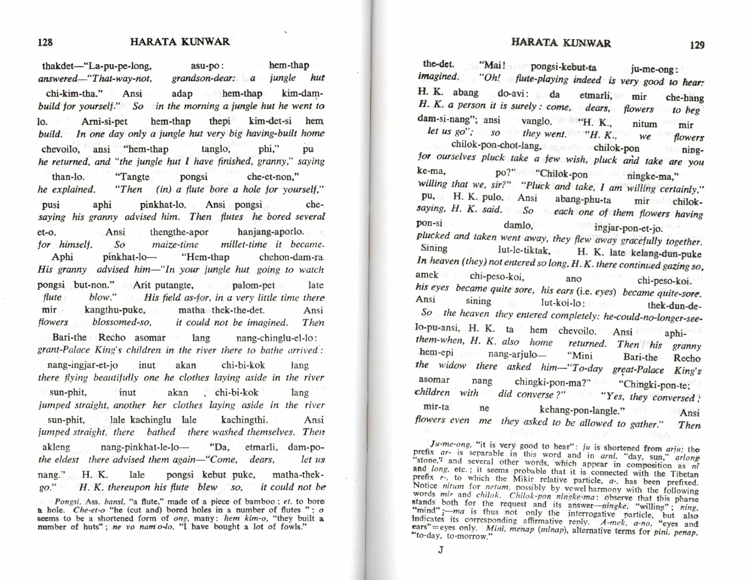 128 HARATA KUNWAR
thakdet—“La-pu-pe-long, asu-po: hem-thap
answered—“That-way-not, grandson-dear: a jungle hut
chi-kim-tha.” Ansi adap hem-thap kim-dam-
build for yourself.” So in the morning a jungle hut he went to
lo. Arni-si-pet hem-thap thepi kim-det-si hem
build. In one day only a jungle hut very big having-built home
chevoilo, ansi “hem-thap tanglo, phi,” pu
he returned, and “the jungle hut I have finished, granny,” saying
than-lo. “Tangte pongsi che-et-non,”
he explained. “Then (in) a flute bore a hole for yourself,”
pusi aphi pinkhat-lo. Ansi pongsi che-
saying his granny advised him. Then flutes he bored several
et-o. Ansi thengthe-apor hanjang-aporlo.
for himself. So maize-time millet-time it became.
Aphi pinkhat-lo— “Hem-thap chehon-dam-ra
His granny advised him—“In your jungle hut going to watch
pongsi but-non.” Arit putangte, palom-pet late
flute blow.” His field as-for, in a very little time there
mir kangthu-puke, matha thek-the-det. Ansi
flowers blossomed-so, it could not be imagined. Then
Bari-the Recho asomar lang nang-chinglu-el-lo:
grant-Palace King's children in the river there to bathe arrived:
nang-ingjar-et-jo inut akan chi-bi-kok lang
there flying beautifully one he clothes laying aside in the river
sun-phit, inut akan chi-bi-kok lang
jumped straight, another her clothes laying aside in the river
sun-phit, lale kachinglu lale kachingthi. Ansi
jumped straight, there bathed there washed themselves. Then
akleng nang-pinkhat-le-lo— “Da, etmarli, dam-po-
the eldest there advised them again—“Come, dears, let us
nang.” H. K. lale pongsi kebut puke, matha-thek-
go.” H. K. thereupon his flute blew so, it could not be
Pongsi, Ass. bansi, “a flute,” made of a piece of bamboo; et, to bore
a hole. Che-et-o “he (cut and) bored holes in a number of flutes”; o
seems to be a shortened form of ong, many: hem kim-o, “they built a
number of huts”; ne vo nam o-lo, “I have bought a lot of fowls.”
HARATA KUNWAR 129
the-det. “Mai! pongsi-kebut-ta ju-me-ong:
imagined. “Oh! flute-playing indeed is very good to hear:
H. K. abang do-avi: da etmarli, mir che-hang
H. K. a person it is surely: come, dears, flowers to beg
dam-si-nang”; ansi vanglo. “H. K., nitum mir
let us go”; so they went. “H. K., we flowers
chilok-pon-chot-lang, chilok-pon ning-
for ourselves pluck take a few wish, pluck and take are you
ke-ma, po?” “Chilok-pon ningke-ma,”
willing that we, sir?” “Pluck and take, I am willing certainly,”
pu, H. K. pulo. Ansi abang-phu-ta mir chilok-
saying, H. K. said. So each one of them flowers having
pon-si damlo, ingjar-pon-et-jo.
plucked and taken went away, they flew away gracefully together.
Sining lut-le-tiktak, H. K. late kelang-dun-puke
In heaven (they) not entered so long, H. K. there continued gazing so,
amek chi-peso-koi, ano chi-peso-koi.
his eyes became quite sore, his ears (i.e. eyes) became quite-sore.
Ansi sining lut-koi-lo: thek-dun-de-
So the heaven they entered completely: he-could-no-longer-see-
lo-pu-ansi, H. K. ta hem chevoilo. Ansi aphi-
them-when, H. K. also home returned. Then his granny
hem-epi nang-arjulo— “Mini Bari-the Recho
the widow there asked him—“To-day great-Palace King's
asomar nang chingki-pon-ma?” “Chingki-pon-te;
children with did converse?” “Yes, they conversed;
mir-ta ne kehang-pon-langle.” Ansi
flowers even me they asked to be allowed to gather.” Then
Ju-me-ong, “it is very good to hear”: ju is shortened from arju; the
prefix ar- is separable in this word and in arni, “day, sun,” arlong
“stone,” and several other words, which appear in composition as ni
and long, etc.; it seems probable that it is connected with the Tibetan
prefix r-, to which the Mikir relative particle, a-, has been prefixed.
Notice nitum for netum, possibly by vowel harmony with the following
words mir and chilok. Chilok-pon ningke-ma: observe that this pharse
stands both for the request and its answer—ningke, “willing”; ning,
“mind”;—ma is thus not only the interrogative particle, but also
indicates its corresponding affirmative reply. A-mek, a-no, “eyes and
ears”=eyes only. Mini, menap (minap), alternative terms for pini, penap,
“to-day, to-morrow.”
J